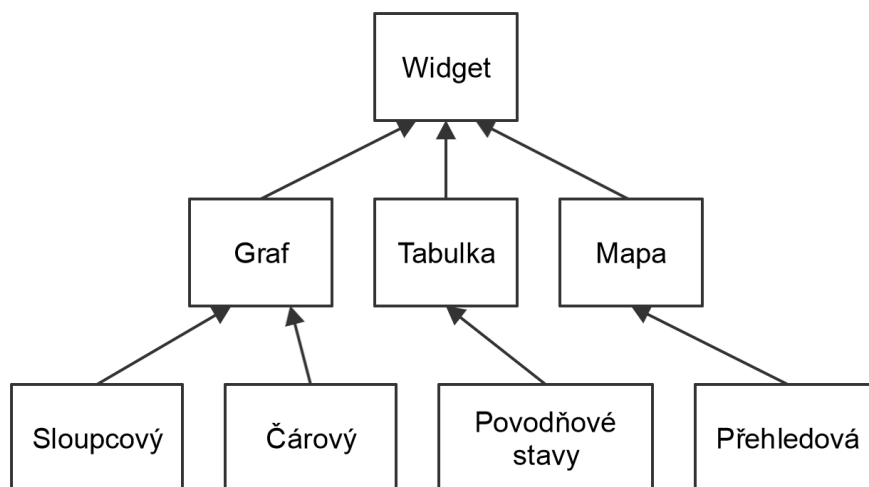 Widget
Graf
Tabulka
Mapa
Sloupcový
Čárový
Povodňové
stavy
Přehledová